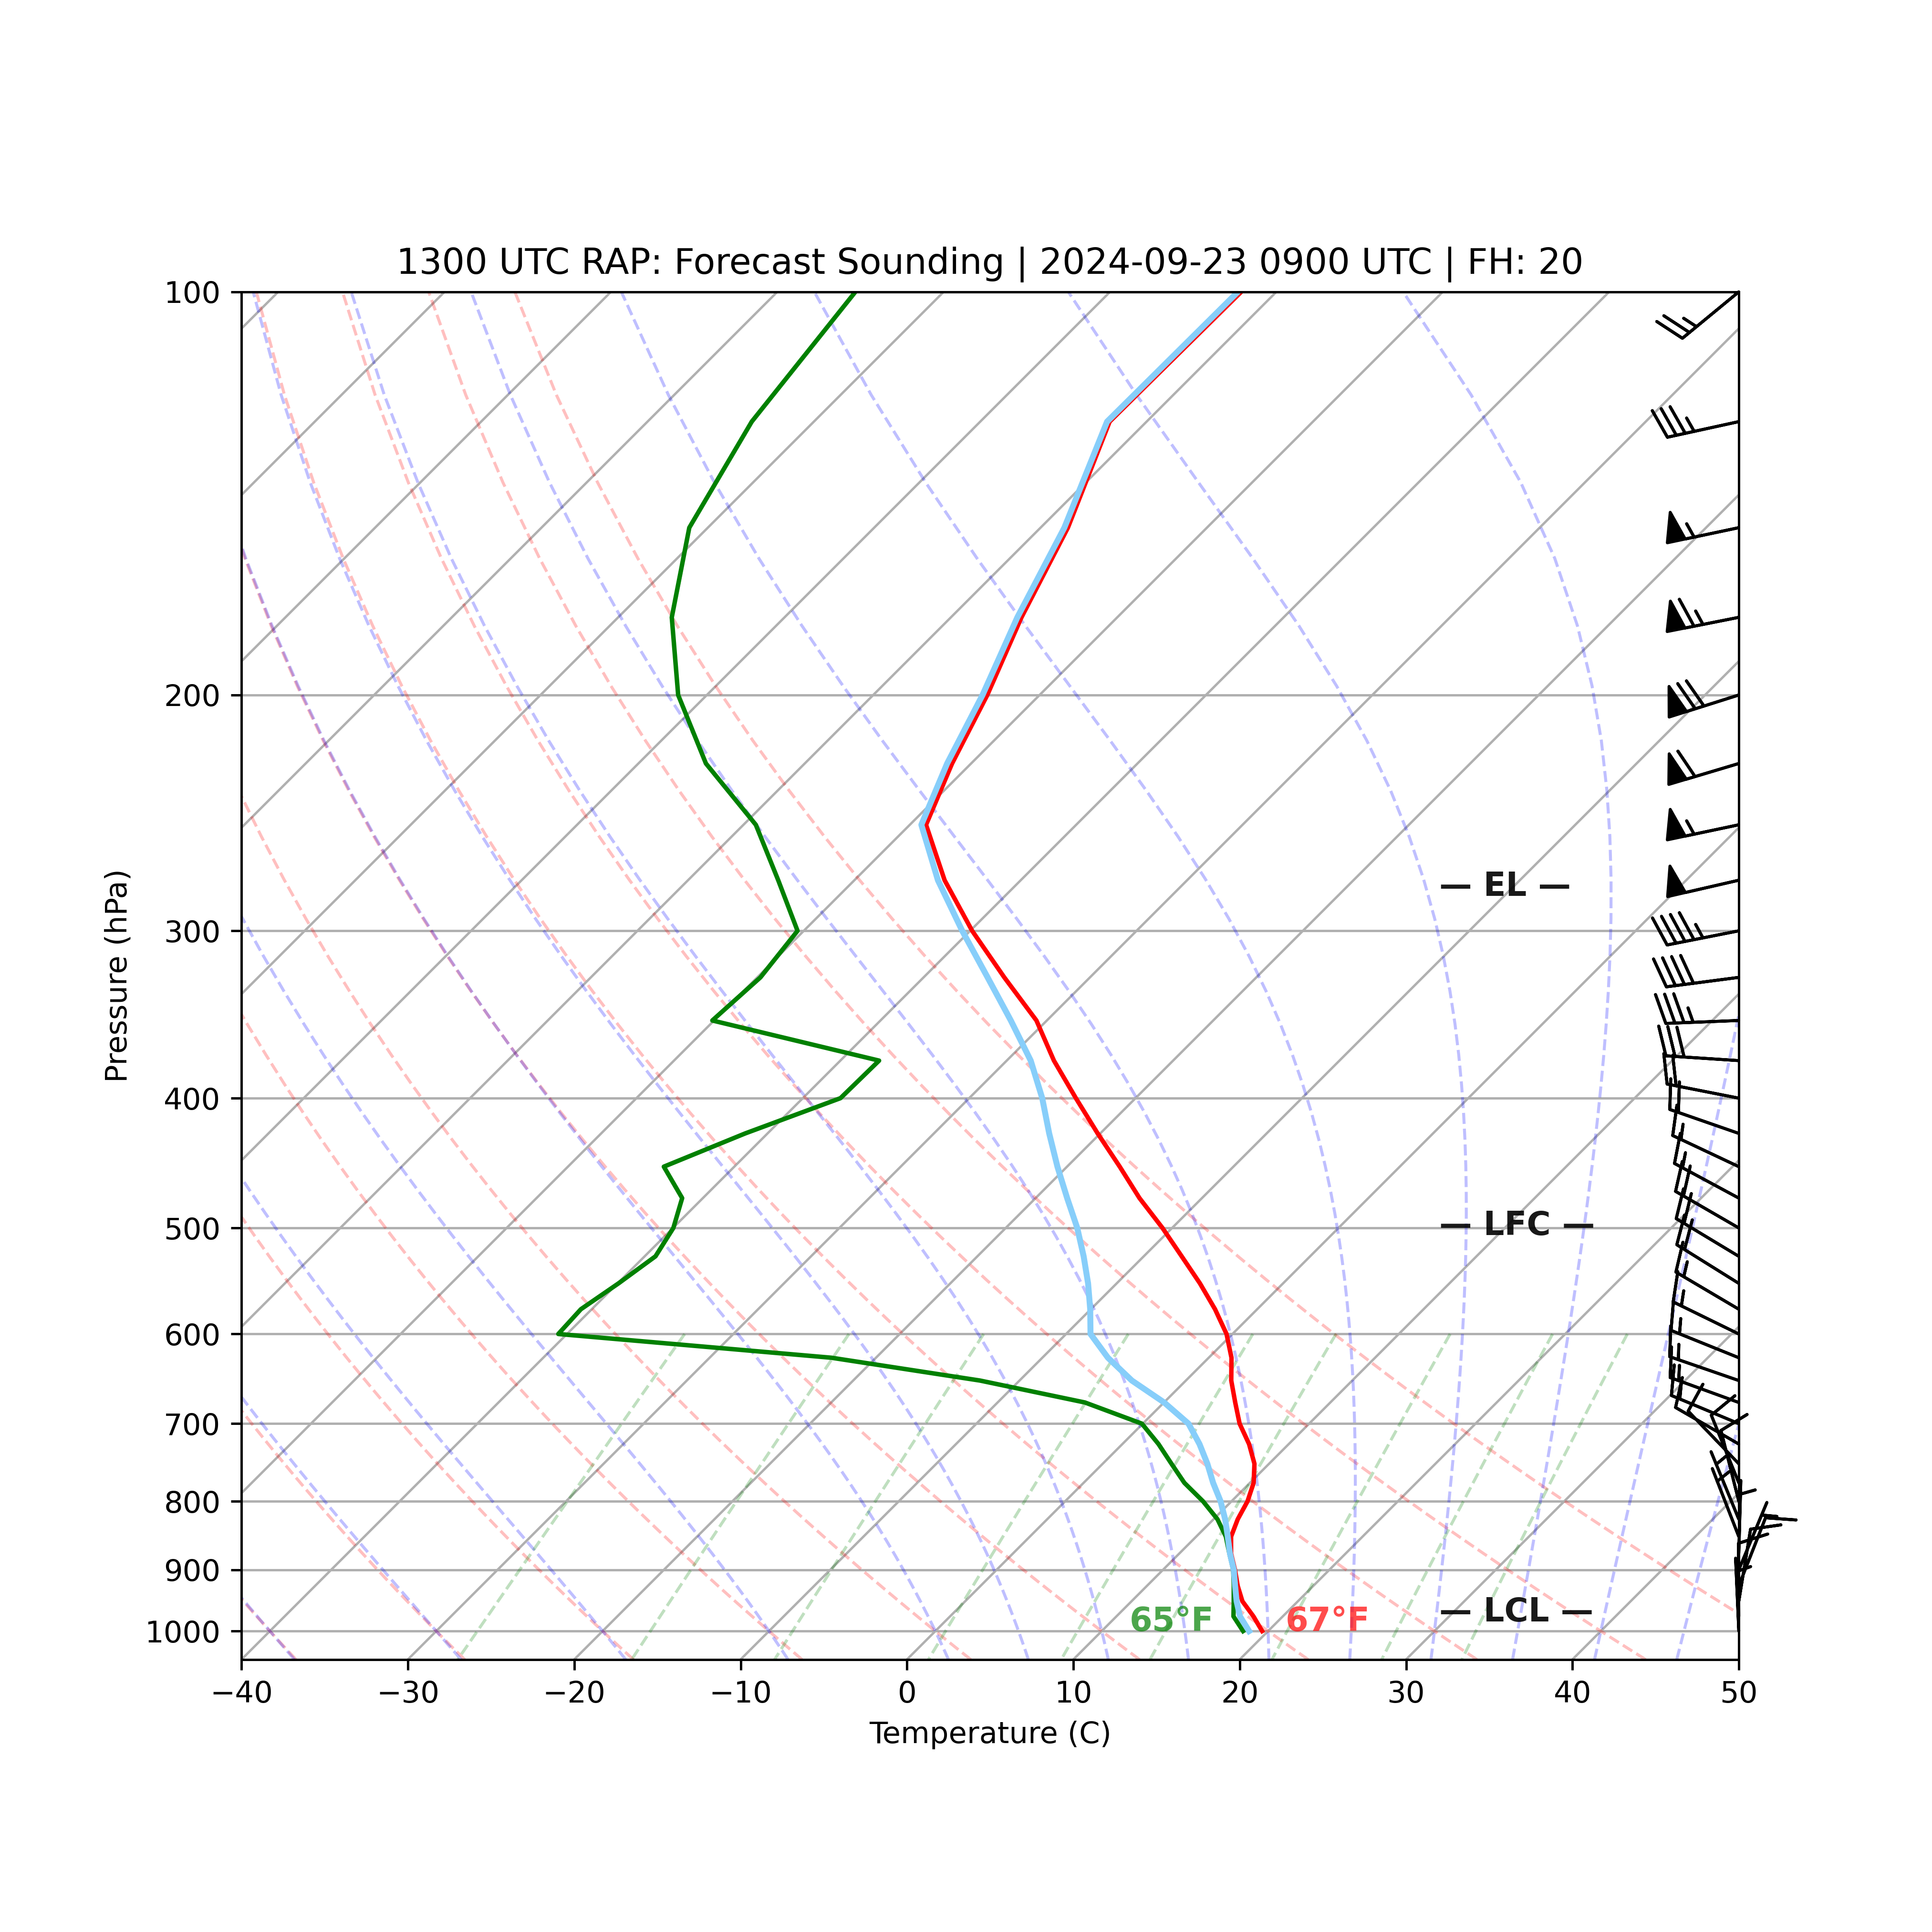 1300 UTC RAP: Forecast Sounding | 2024-09-23 0900 UTC | FH: 20
100
200
— EL —
300
Pressure (hPa)
400
— LFC —
500
600
700
800
900
65°F 67°F — LCL —
1000
−40 −30 −20 −10 0 10 20 30 40 50
Temperature (C)